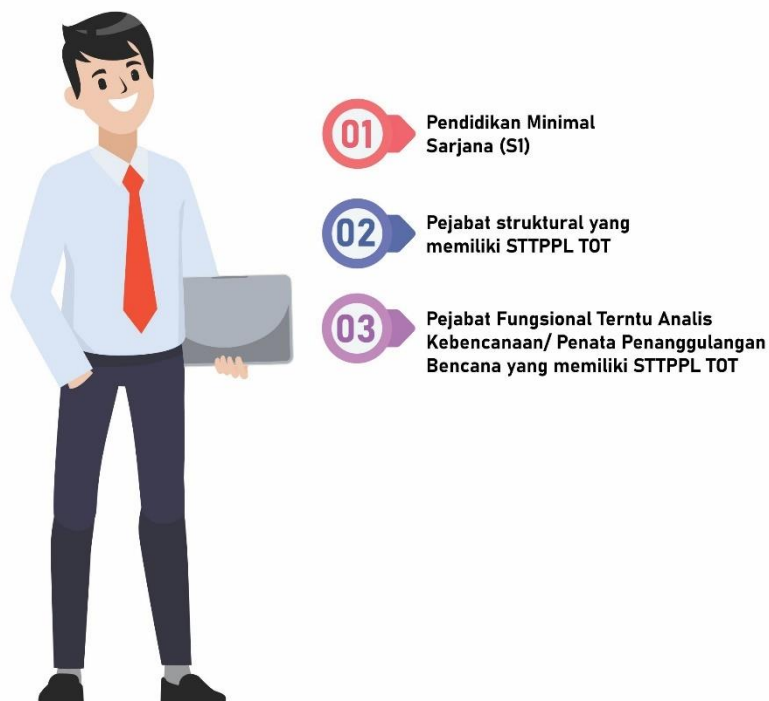 01
Pendidikan Minimal
Sarjana (S1)
02
Pejabat struktural yang
memiliki STTPPL TOT
03
Pejabat Fungsional Terntu Analis
Kebencanaan/ Penata Penanggulangan
Bencana yang memiliki STTPPL TOT